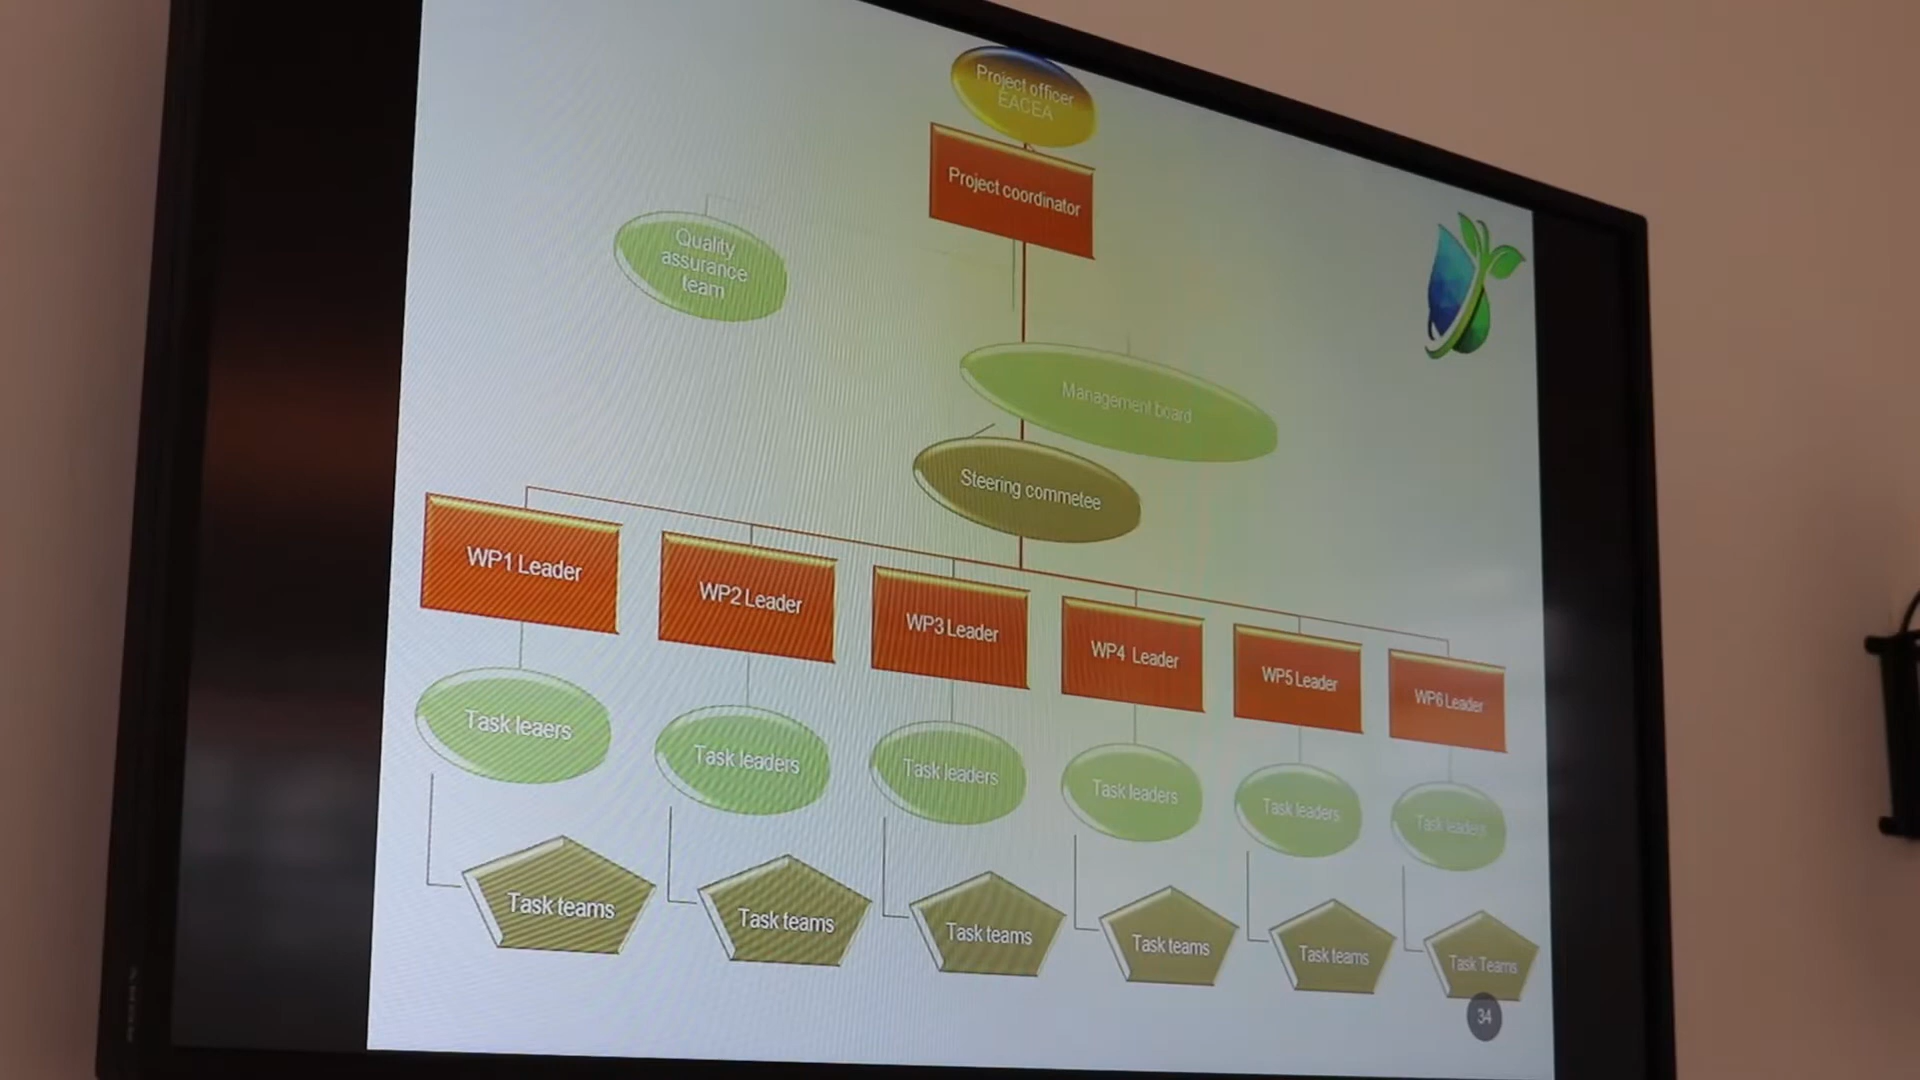 Project officer
EACEA
Project coordinator
Quality
assurance
team
Management board
Steering commetee
WP1 Leader
WP2 Leader
WP3 Leader
WP4 Leader
WP5 Leader
WP6 Leader
Task leaers
Task leaders
Task leaders
Task leaders
Task leaders
Task leaders
Task teams
Task teams
Task teams
Task teams
Task teams
Task Teams
34